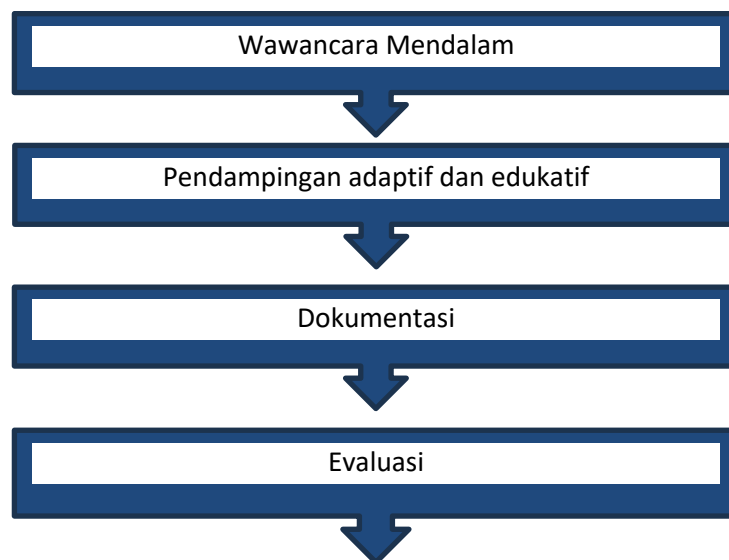 Wawancara Mendalam
Pendampingan adaptif dan edukatif
Dokumentasi
Evaluasi